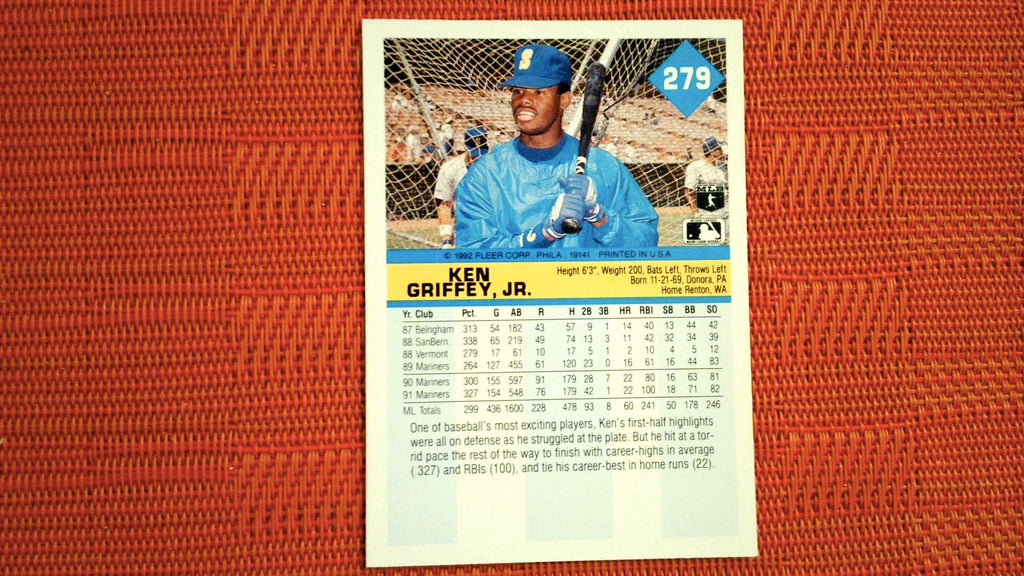 S
279
MLB
© 1992 FLEER CORP., PHILA., 19141 PRINTED IN U.S.A.
KEN
GRIFFEY, JR.
Height 6'3", Weight 200, Bats Left, Throws Left
Born 11-21-69, Donora, PA
Home Renton, WA
Yr. Club Pct. G AB R H 2B 3B HR RBI SB BB SO
87 Belngham 313 54 182 43 57 9 1 14 40 13 44 42
88 SanBern. 338 65 219 49 74 13 3 11 42 32 34 39
88 Vermont 279 17 61 10 17 5 1 2 10 4 5 12
89 Mariners 264 127 455 61 120 23 0 16 61 16 44 83
90 Mariners 300 155 597 91 179 28 7 22 80 16 63 81
91 Mariners 327 154 548 76 179 42 1 22 100 18 71 82
ML Totals 299 436 1600 228 478 93 8 60 241 50 178 246
One of baseball's most exciting players, Ken's first-half highlights
were all on defense as he struggled at the plate. But he hit at a tor-
rid pace the rest of the way to finish with career-highs in average
(.327) and RBIs (100), and tie his career-best in home runs (22).